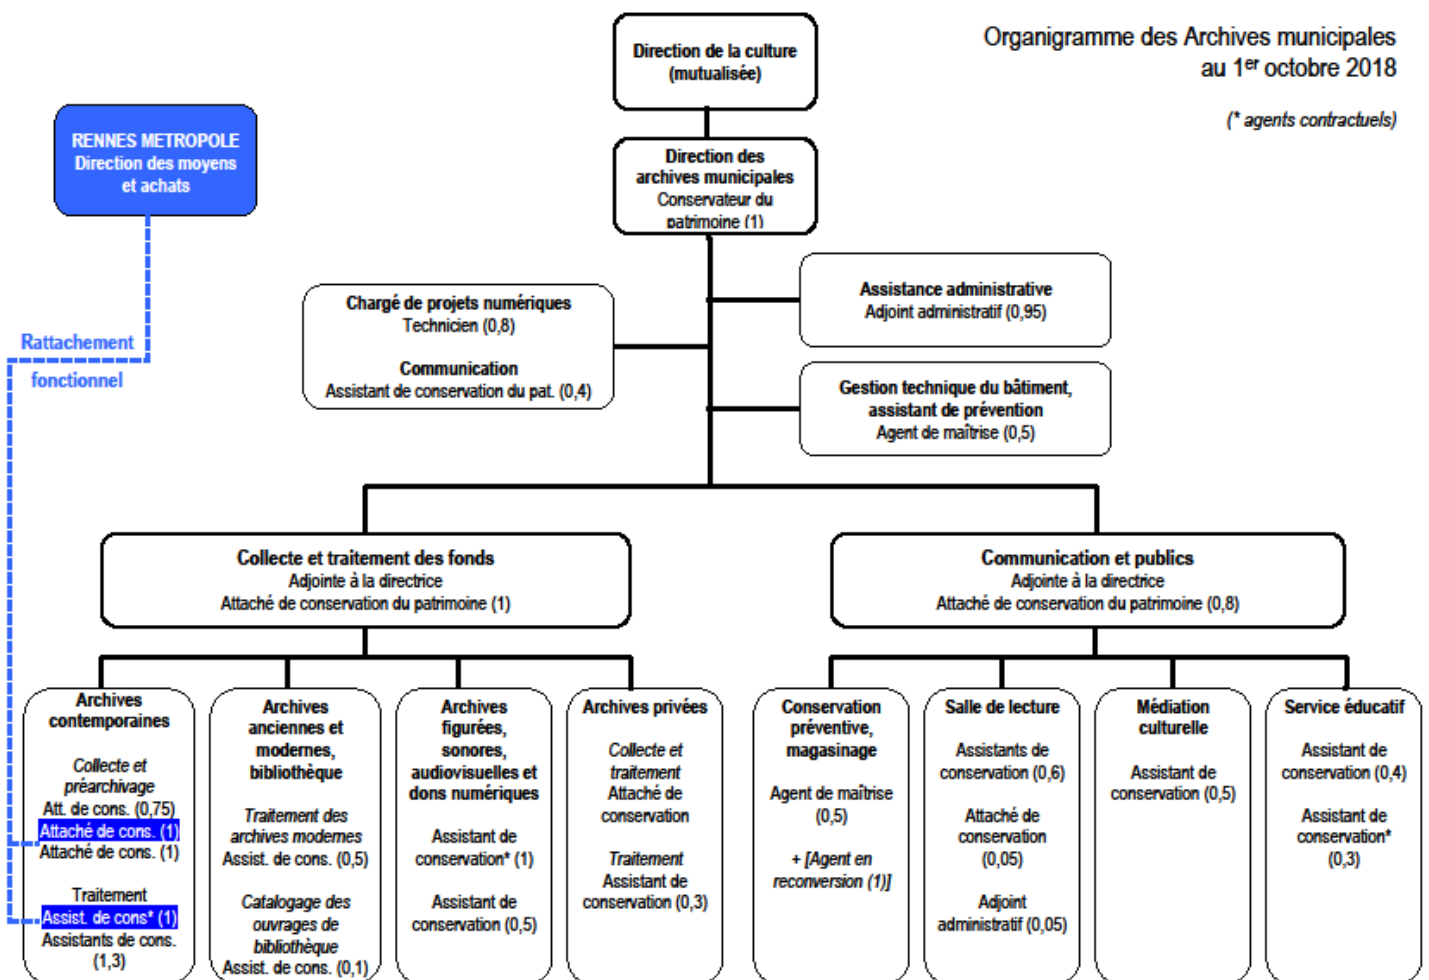 Organigramme des Archives municipales
au 1er octobre 2018
(* agents contractuels)
Direction de la culture
(mutualisée)
RENNES METROPOLE
Direction des moyens
et achats
Direction des
archives municipales
Conservateur du
patrimoine (1)
Rattachement
fonctionnel
Chargé de projets numériques
Technicien (0,8)
Communication
Assistant de conservation du pat. (0,4)
Assistance administrative
Adjoint administratif (0,95)
Gestion technique du bâtiment,
assistant de prévention
Agent de maîtrise (0,5)
Collecte et traitement des fonds
Adjointe à la directrice
Attaché de conservation du patrimoine (1)
Communication et publics
Adjointe à la directrice
Attaché de conservation du patrimoine (0,8)
Archives
contemporaines
Collecte et
préarchivage
Att. de cons. (0,75)
Attaché de cons. (1)
Attaché de cons. (1)
Traitement
Assist. de cons* (1)
Assistants de cons.
(1,3)
Archives
anciennes et
modernes,
bibliothèque
Traitement des
archives modernes
Assist. de cons. (0,5)
Catalogage des
ouvrages de
bibliothèque
Assist. de cons. (0,1)
Archives
figurées,
sonores,
audiovisuelles et
dons numériques
Assistant de
conservation* (1)
Assistant de
conservation (0,5)
Archives privées
Collecte et
traitement
Attaché de
conservation
Traitement
Assistant de
conservation (0,3)
Conservation
préventive,
magasinage
Agent de maîtrise
(0,5)
+ [Agent en
reconversion (1)]
Salle de lecture
Assistants de
conservation (0,6)
Attaché de
conservation
(0,05)
Adjoint
administratif (0,05)
Médiation
culturelle
Assistant de
conservation (0,5)
Service éducatif
Assistant de
conservation (0,4)
Assistant de
conservation*
(0,3)